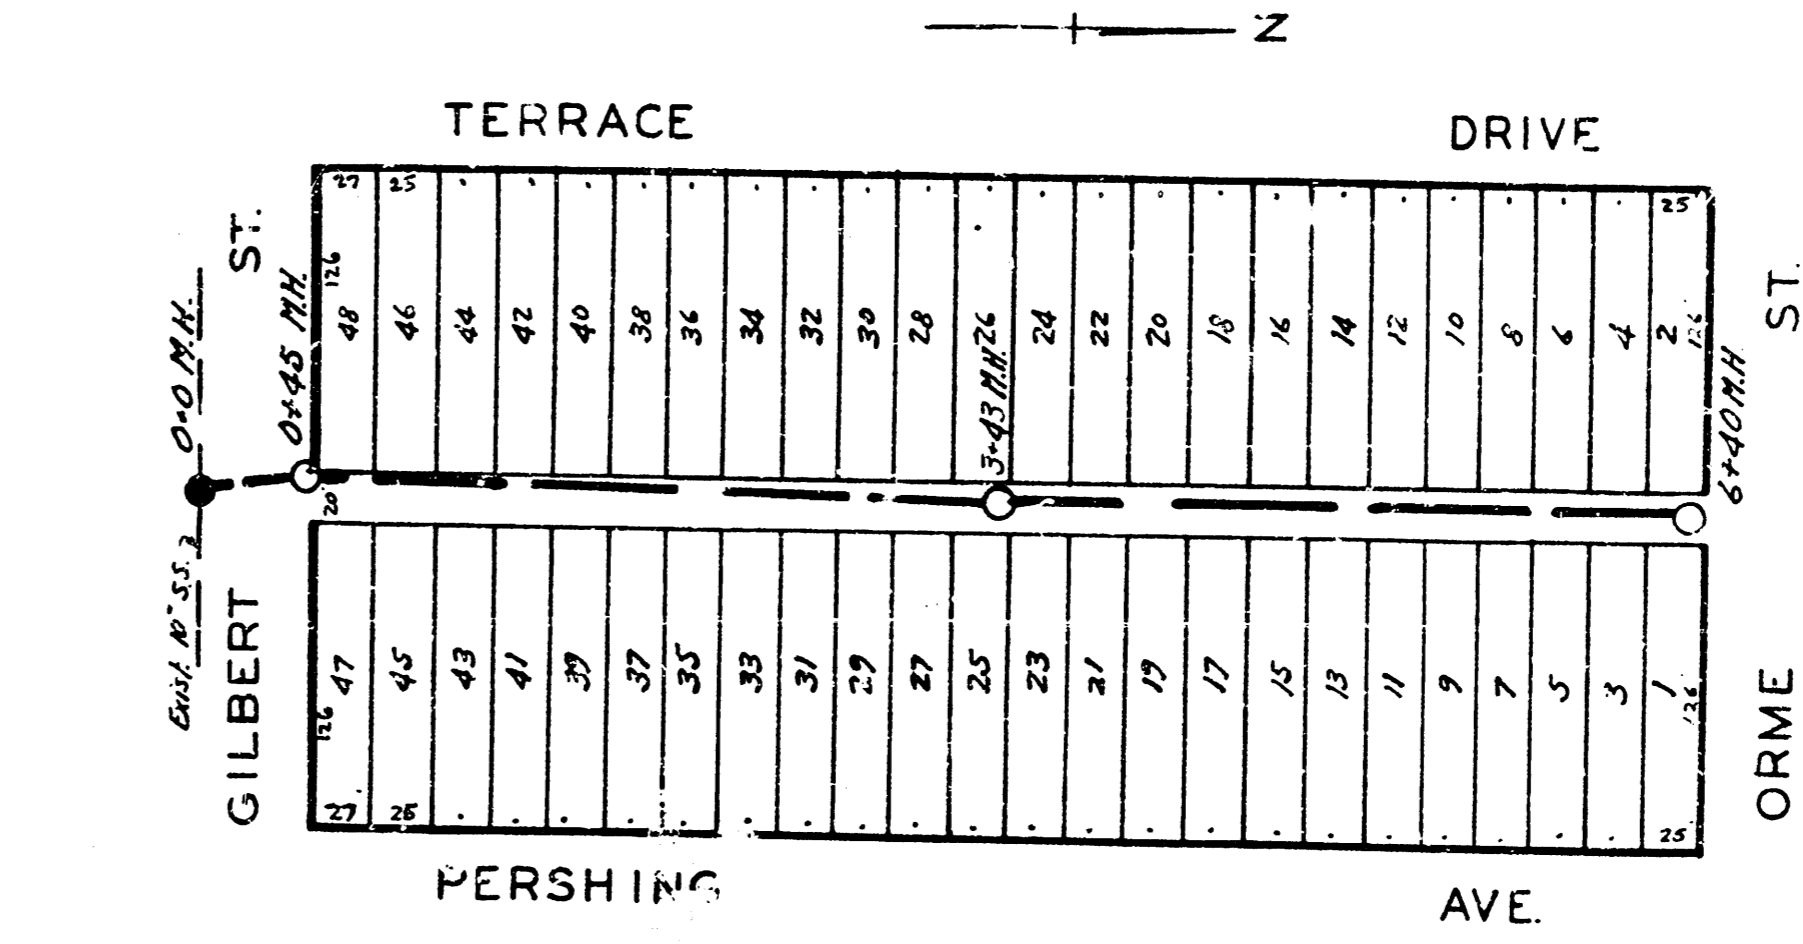 N
TERRACE DRIVE
27 25 25
126
48 46 44 42 40 38 36 34 32 30 28 26 24 22 20 18 16 14 12 10 8 6 4 2
126
ST.
0+0 M.H.
0+45 M.H.
3+43 M.H.
6+40 M.H
ST.
20
Exist. 10" S.S.
GILBERT
47 45 43 41 39 37 35 33 31 29 27 25 23 21 19 17 15 13 11 9 7 5 3 1
126 126
27 25 25
ORME
PERSHING AVE.